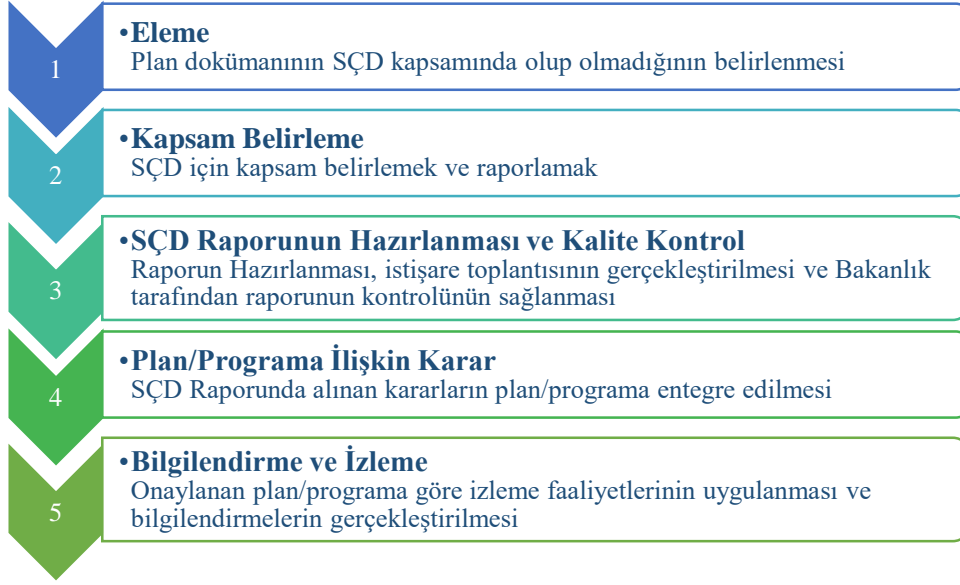 1
•Eleme
Plan dokümanının SÇD kapsamında olup olmadığının belirlenmesi
2
•Kapsam Belirleme
SÇD için kapsam belirlemek ve raporlamak
3
•SÇD Raporunun Hazırlanması ve Kalite Kontrol
Raporun Hazırlanması, istişare toplantısının gerçekleştirilmesi ve Bakanlık
tarafından raporunun kontrolünün sağlanması
4
•Plan/Programa İlişkin Karar
SÇD Raporunda alınan kararların plan/programa entegre edilmesi
5
•Bilgilendirme ve İzleme
Onaylanan plan/programa göre izleme faaliyetlerinin uygulanması ve
bilgilendirmelerin gerçekleştirilmesi